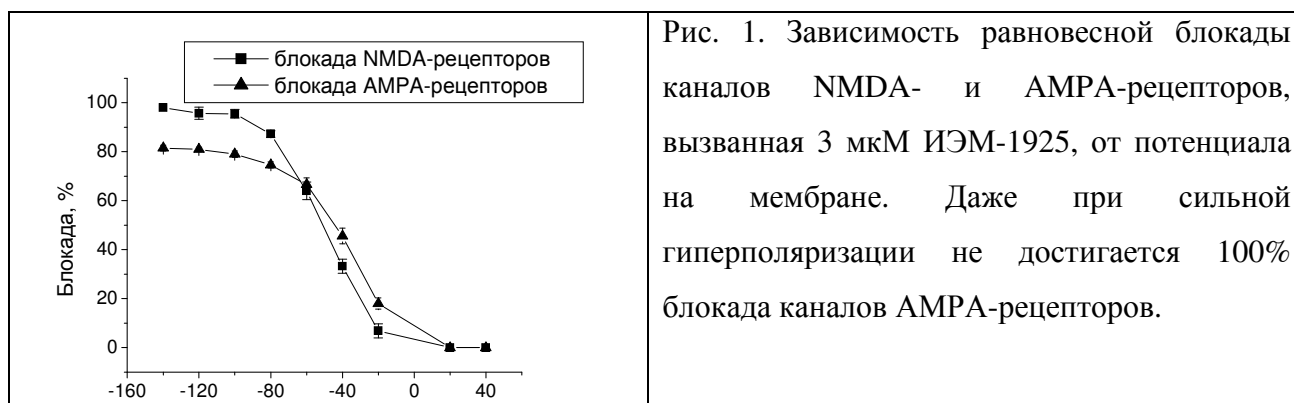 блокада NMDA-рецепторов
блокада AMPA-рецепторов
100
80
60
40
20
0
Блокада, %
-160 -120 -80 -40 0 40
Рис. 1. Зависимость равновесной блокады
каналов NMDA- и AMPA-рецепторов,
вызванная 3 мкМ ИЭМ-1925, от потенциала
на мембране. Даже при сильной
гиперполяризации не достигается 100%
блокада каналов AMPA-рецепторов.